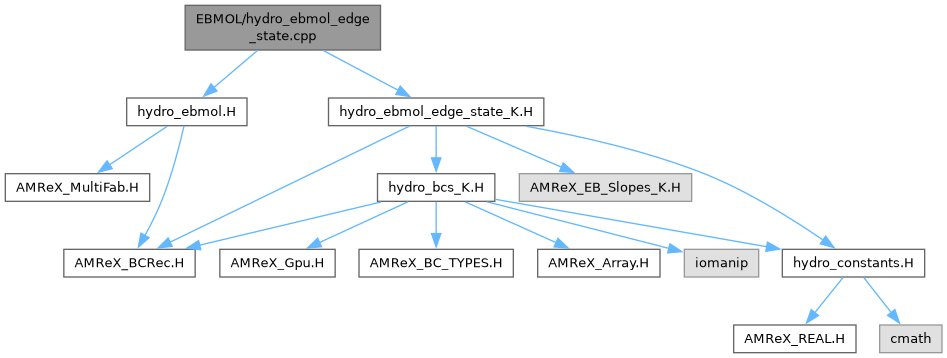 EBMOL/hydro_ebmol_edge
_state.cpp
hydro_ebmol.H
hydro_ebmol_edge_state_K.H
AMReX_MultiFab.H
hydro_bcs_K.H
AMReX_EB_Slopes_K.H
AMReX_BCRec.H
AMReX_Gpu.H
AMReX_BC_TYPES.H
AMReX_Array.H
iomanip
hydro_constants.H
AMReX_REAL.H
cmath